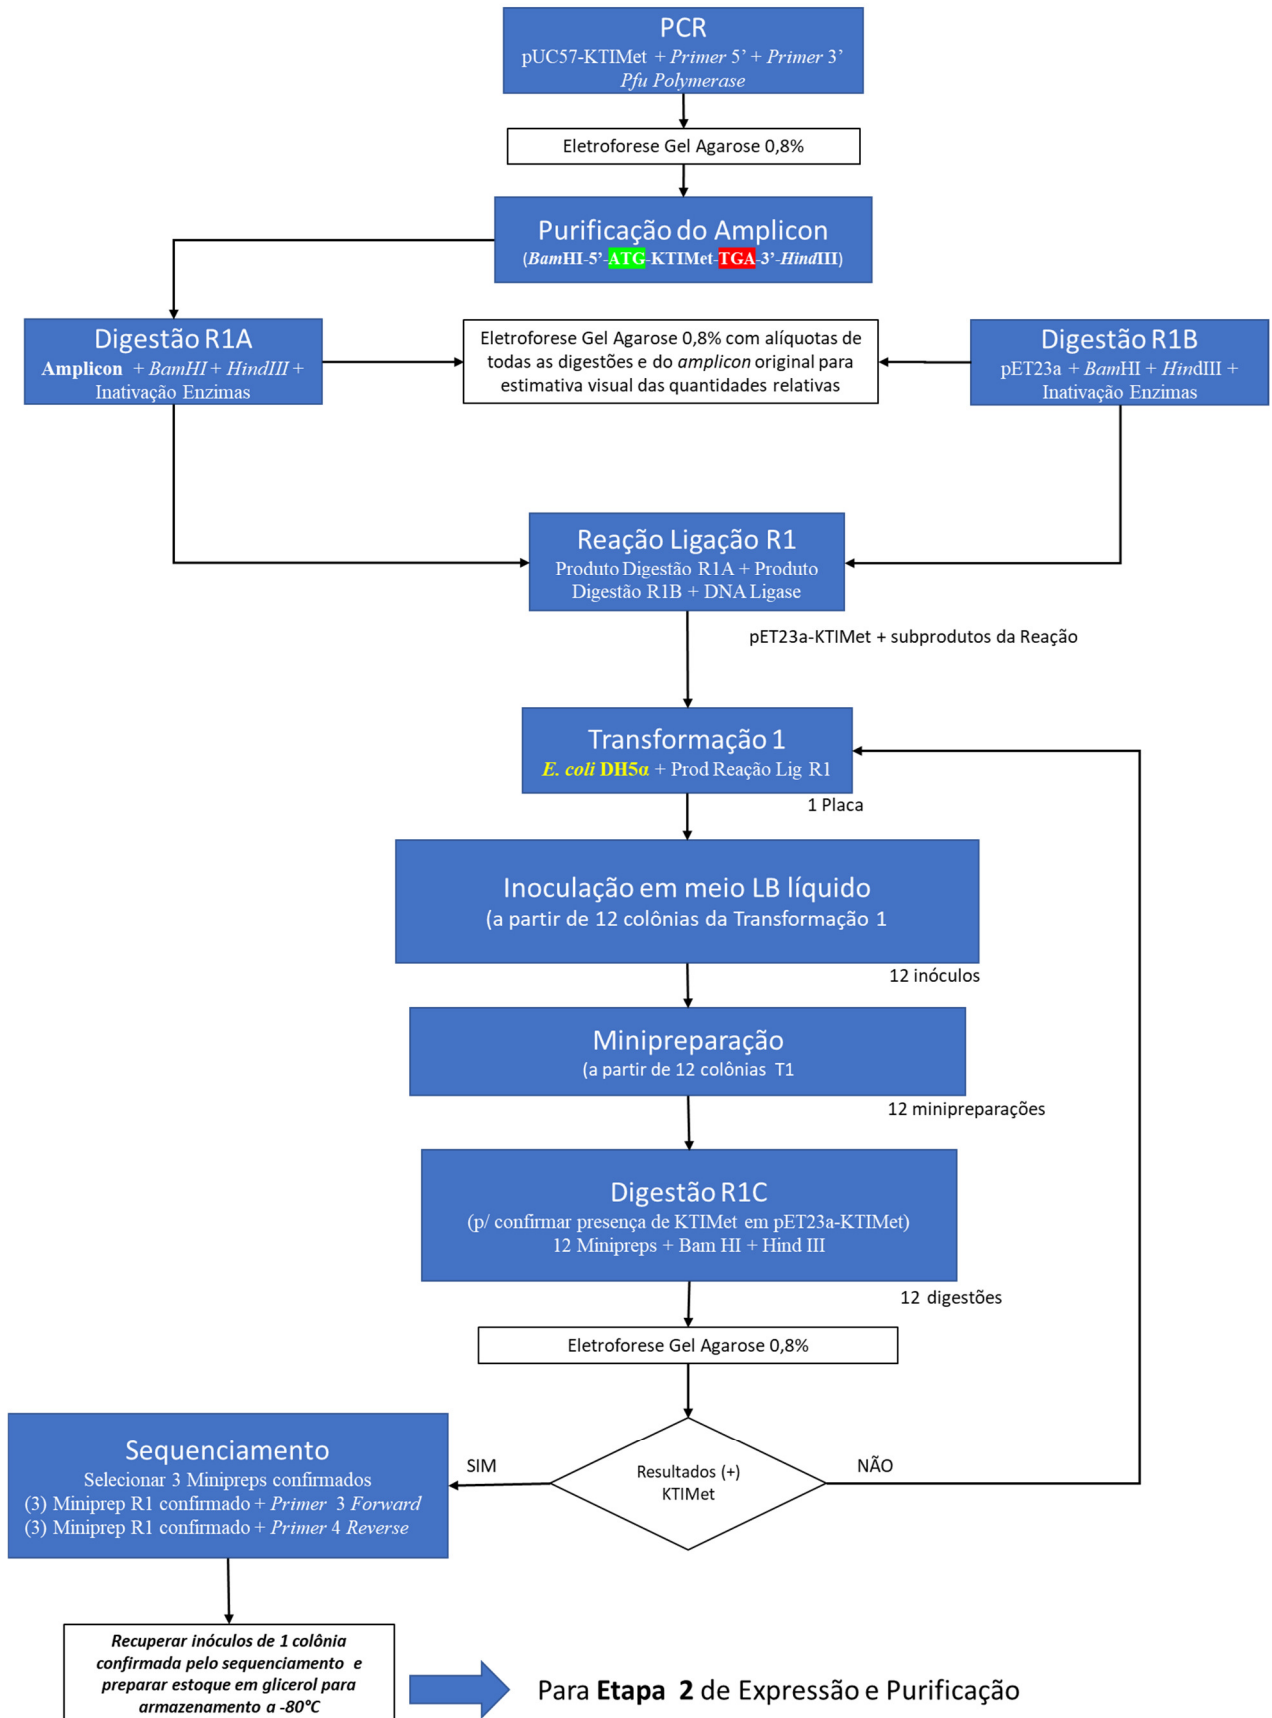 PCR
pUC57-KTIMet + Primer 5’ + Primer 3’
Pfu Polymerase
Eletroforese Gel Agarose 0,8%
Purificação do Amplicon
(BamHI-5’-ATG-KTIMet-TGA-3’-HindIII)
Digestão R1A
Amplicon + BamHI + HindIII +
Inativação Enzimas
Eletroforese Gel Agarose 0,8% com alíquotas de
todas as digestões e do amplicon original para
estimativa visual das quantidades relativas
Digestão R1B
pET23a + BamHI + HindIII +
Inativação Enzimas
Reação Ligação R1
Produto Digestão R1A + Produto
Digestão R1B + DNA Ligase
pET23a-KTIMet + subprodutos da Reação
Transformação 1
E. coli DH5α + Prod Reação Lig R1
1 Placa
Inoculação em meio LB líquido
(a partir de 12 colônias da Transformação 1
12 inóculos
Minipreparação
(a partir de 12 colônias T1
12 minipreparações
Digestão R1C
(p/ confirmar presença de KTIMet em pET23a-KTIMet)
12 Minipreps + Bam HI + Hind III
12 digestões
Eletroforese Gel Agarose 0,8%
Resultados (+)
KTIMet
SIM
NÃO
Sequenciamento
Selecionar 3 Minipreps confirmados
(3) Miniprep R1 confirmado + Primer 3 Forward
(3) Miniprep R1 confirmado + Primer 4 Reverse
Recuperar inóculos de 1 colônia
confirmada pelo sequenciamento e
preparar estoque em glicerol para
armazenamento a -80°C
Para Etapa 2 de Expressão e Purificação